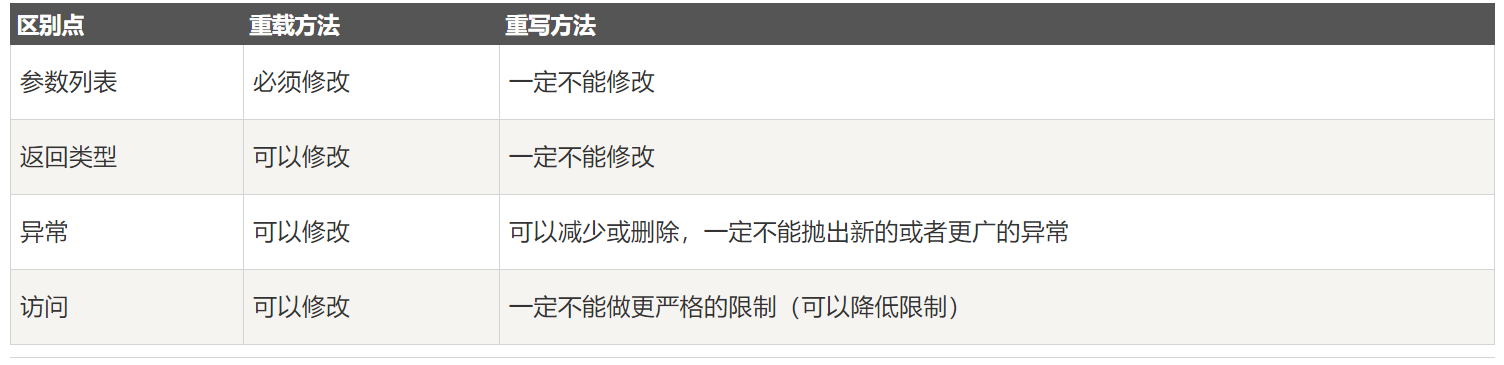 区别点 重载方法 重写方法
参数列表 必须修改 一定不能修改
返回类型 可以修改 一定不能修改
异常 可以修改 可以减少或删除，一定不能抛出新的或者更广的异常
访问 可以修改 一定不能做更严格的限制（可以降低限制）